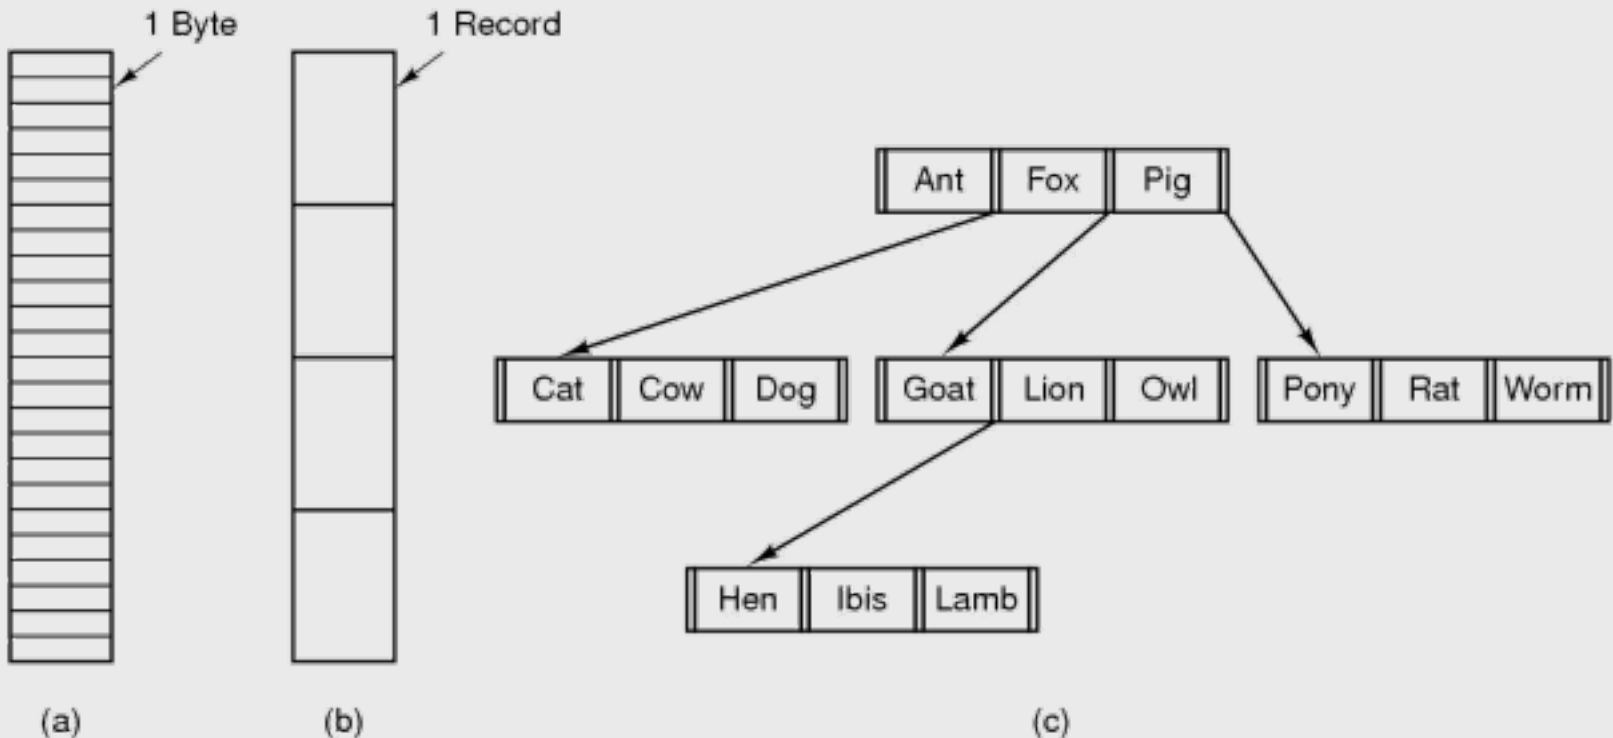 1 Byte
1 Record
Ant Fox Pig
Cat Cow Dog
Goat Lion Owl
Pony Rat Worm
Hen Ibis Lamb
(a)
(b)
(c)